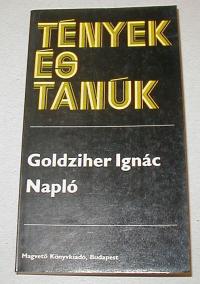 TÉNYEK
ÉS
TANÚK
Goldziher Ignác
Napló
Magvető Könyvkiadó, Budapest